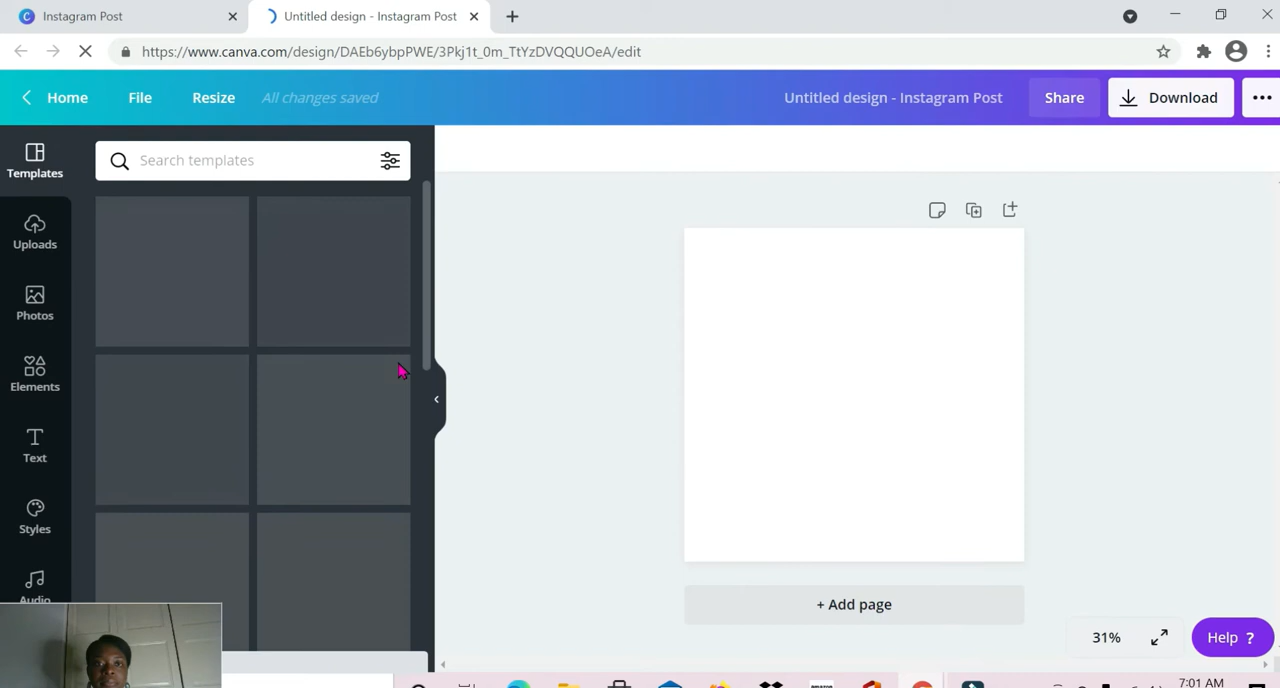 Instagram Post
Untitled design - Instagram Post
https://www.canva.com/design/DAEb6ybpPWE/3Pkj1t_0m_TtYzDVQQUOeA/edit
Home
File
Resize
All changes saved
Untitled design - Instagram Post
Share
Download
Templates
Search templates
Uploads
Photos
Elements
Text
Styles
Audio
+ Add page
31%
Help ?
amazon
7:01 AM